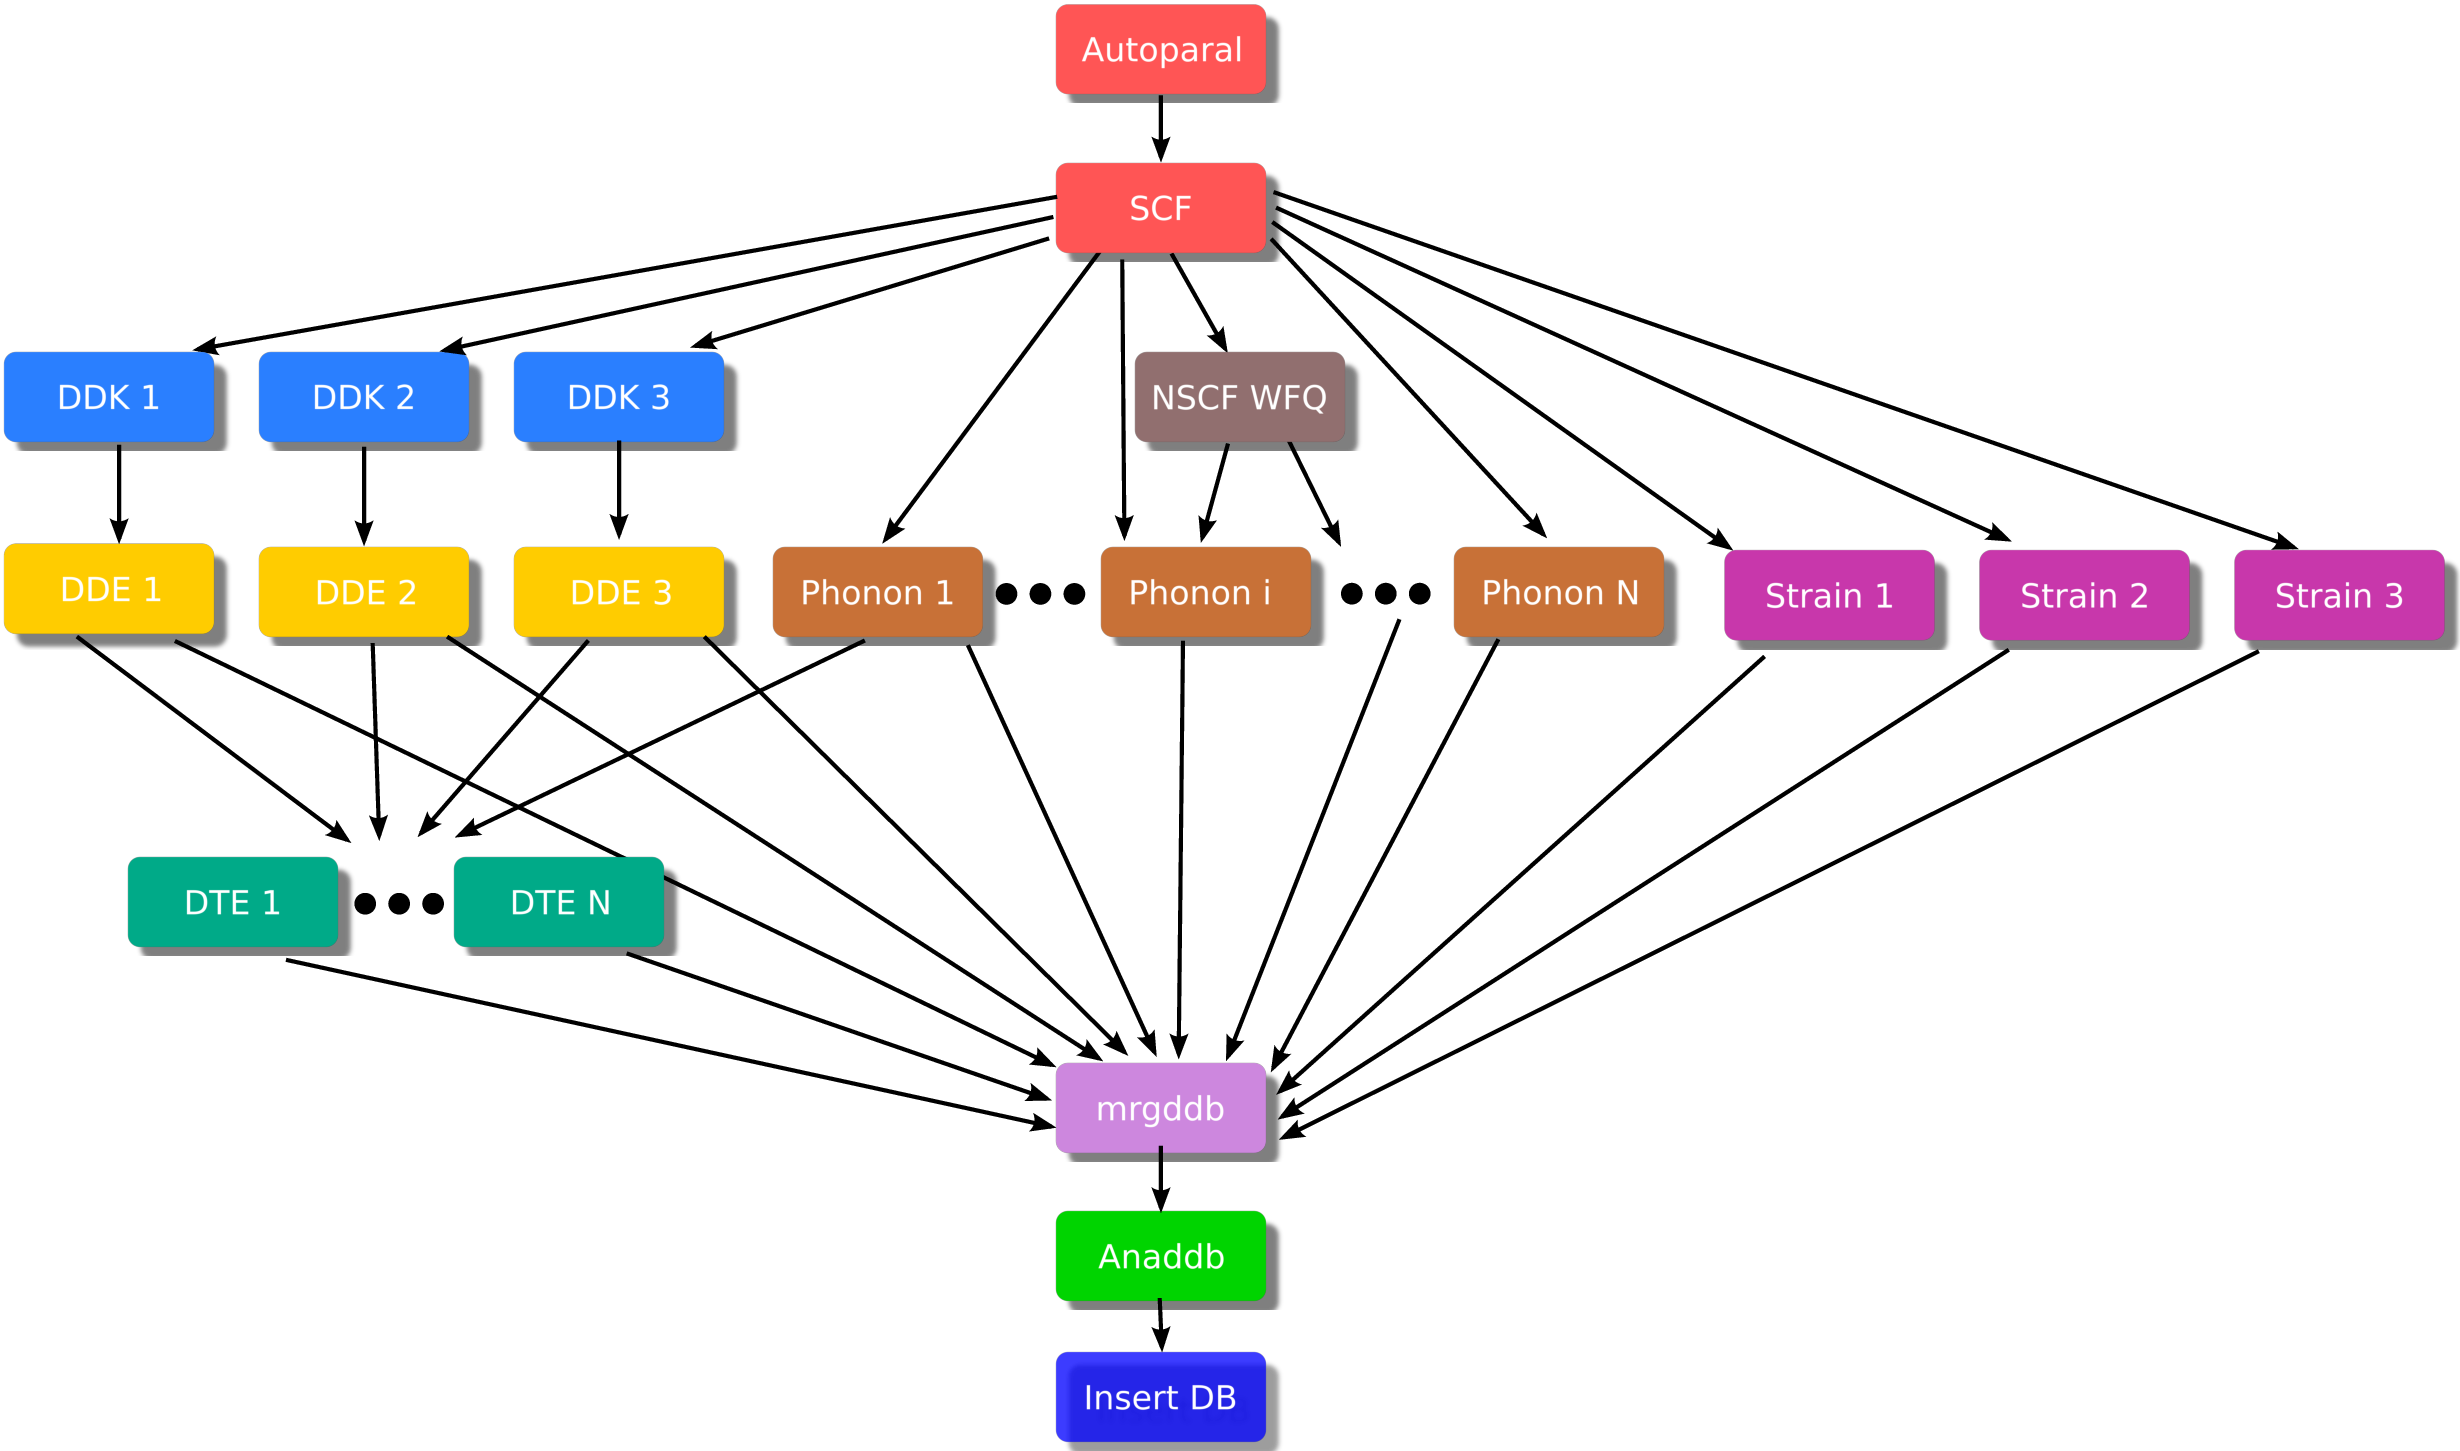 Autoparal
SCF
DDK 1
DDK 2
DDK 3
NSCF WFQ
DDE 1
DDE 2
DDE 3
Phonon 1
Phonon i
Phonon N
Strain 1
Strain 2
Strain 3
DTE 1
DTE N
mrgddb
Anaddb
Insert DB